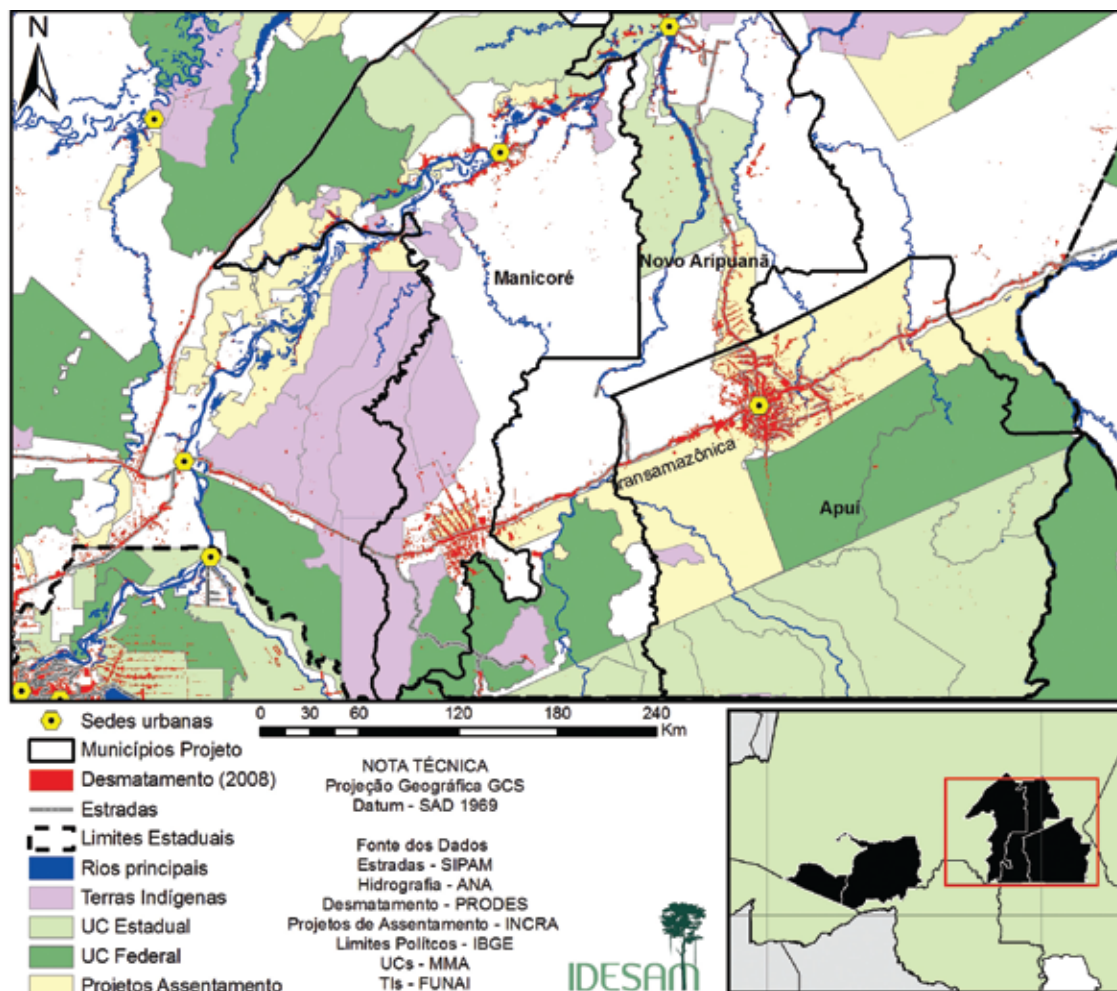 N
Manicoré
Novo Aripuanã
ransamazônica
Apuí
Sedes urbanas
Municípios Projeto
Desmatamento (2008)
Estradas
Limites Estaduais
Rios principais
Terras Indígenas
UC Estadual
UC Federal
Projetos Assentamento
0 30 60 120 180 240
Km
NOTA TÉCNICA
Projeção Geográfica GCS
Datum - SAD 1969
Fonte dos Dados
Estradas - SIPAM
Hidrografia - ANA
Desmatamento - PRODES
Projetos de Assentamento - INCRA
Limites Polítcos - IBGE
UCs - MMA
TIs - FUNAI
IDESAM